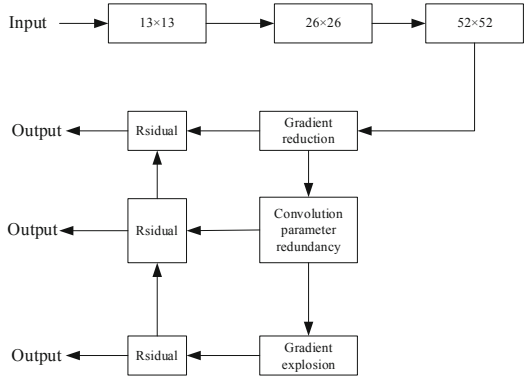 Input
13×13
26×26
52×52
Output
Rsidual
Gradient
reduction
Output
Rsidual
Convolution
parameter
redundancy
Output
Rsidual
Gradient
explosion